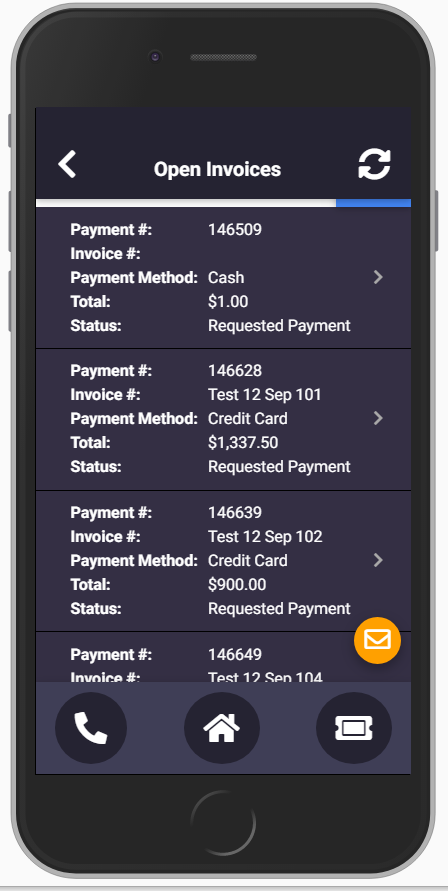 Open Invoices
Payment #: 146509
Invoice #:
Payment Method: Cash
Total: $1.00
Status: Requested Payment
Payment #: 146628
Invoice #: Test 12 Sep 101
Payment Method: Credit Card
Total: $1,337.50
Status: Requested Payment
Payment #: 146639
Invoice #: Test 12 Sep 102
Payment Method: Credit Card
Total: $900.00
Status: Requested Payment
Payment #: 146649
Invoice #: Test 12 Sep 104